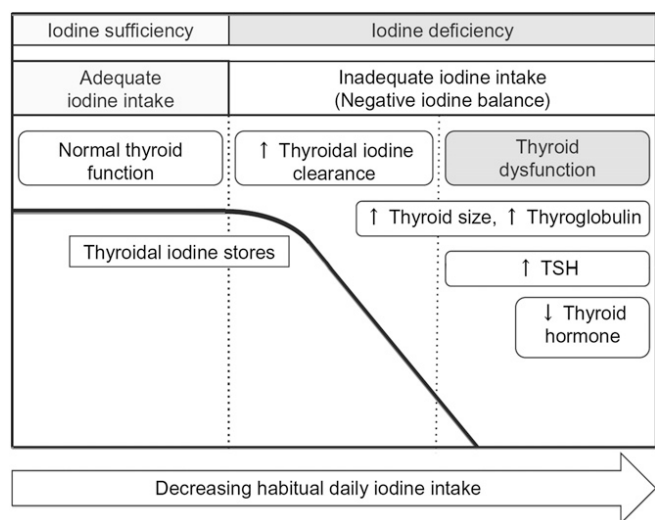 Iodine sufficiency
Iodine deficiency
Adequate
iodine intake
Inadequate iodine intake
(Negative iodine balance)
Normal thyroid
function
↑ Thyroidal iodine
clearance
Thyroid
dysfunction
↑ Thyroid size, ↑ Thyroglobulin
Thyroidal iodine stores
↑ TSH
↓ Thyroid
hormone
Decreasing habitual daily iodine intake